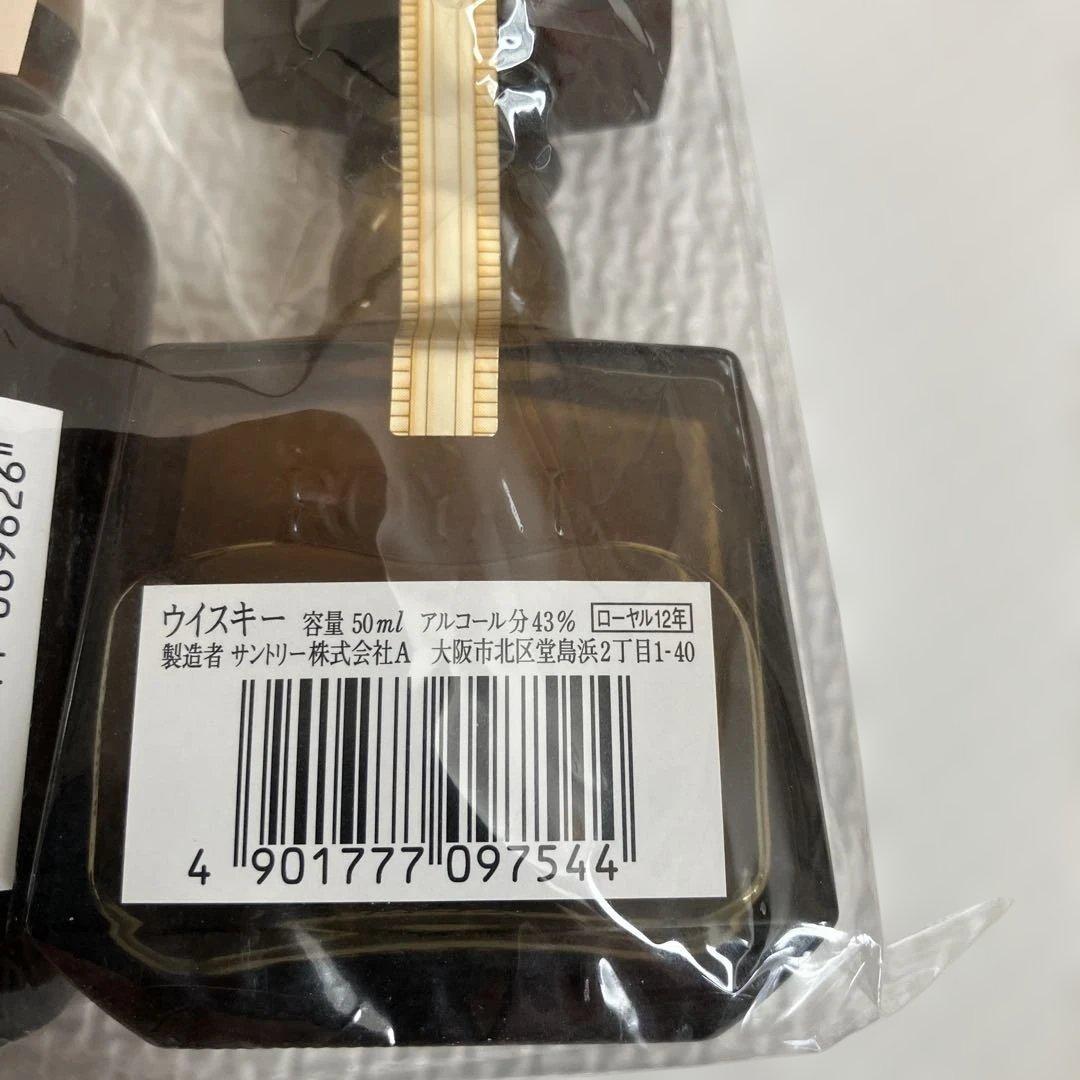 ウイスキー 容量 50ml アルコール分43% ローヤル12年
製造者 サントリー株式会社A 大阪市北区堂島浜2丁目1-40
4 901777 097544
069626